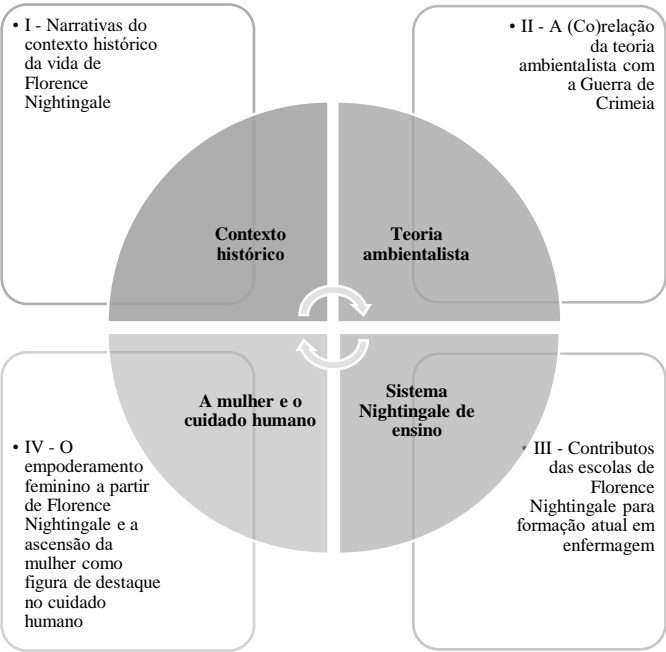 • I - Narrativas do
contexto histórico
da vida de
Florence
Nightingale
• II - A (Co)relação
da teoria
ambientalista com
a Guerra de
Crimeia
Contexto
histórico
Teoria
ambientalista
A mulher e o
cuidado humano
Sistema
Nightingale de
ensino
• IV - O
empoderamento
feminino a partir
de Florence
Nightingale e a
ascensão da
mulher como
figura de destaque
no cuidado
humano
• III - Contributos
das escolas de
Florence
Nightingale para
formação atual em
enfermagem